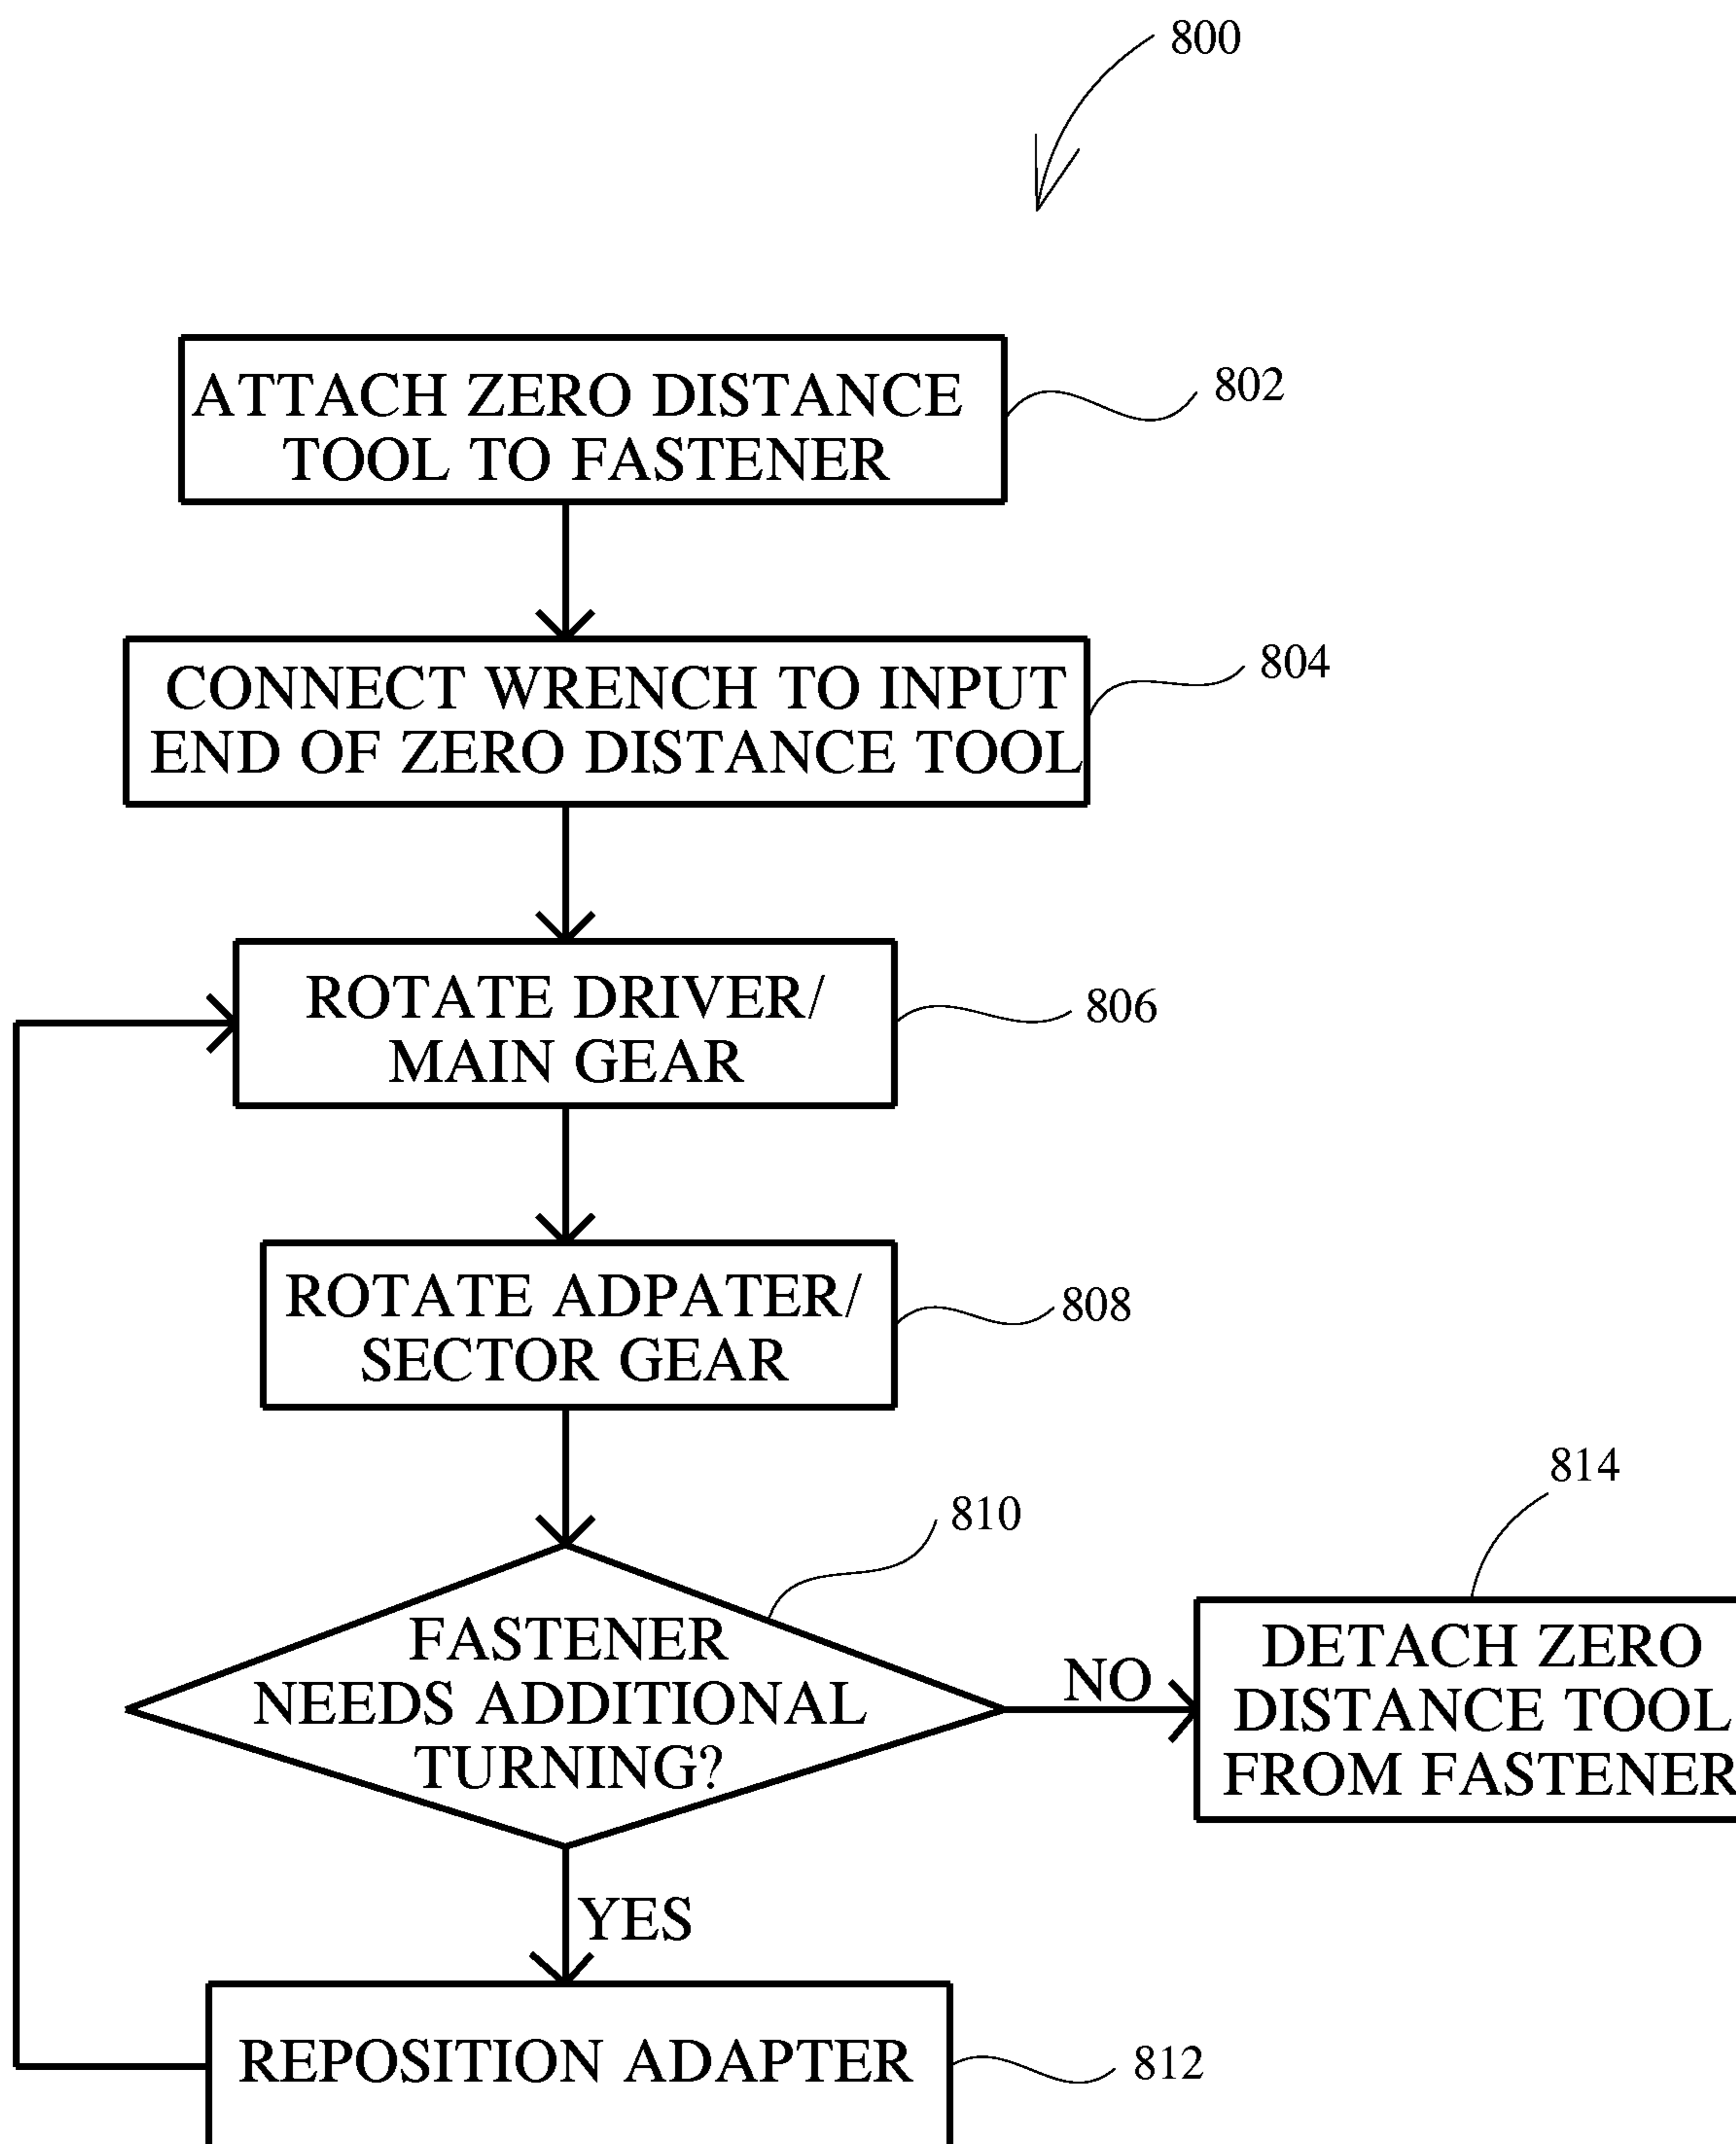 800
ATTACH ZERO DISTANCE
TOOL TO FASTENER
802
CONNECT WRENCH TO INPUT
END OF ZERO DISTANCE TOOL
804
ROTATE DRIVER/
MAIN GEAR
806
ROTATE ADPATER/
SECTOR GEAR
808
FASTENER
NEEDS ADDITIONAL
TURNING?
810
NO
DETACH ZERO
DISTANCE TOOL
FROM FASTENER
814
YES
REPOSITION ADAPTER
812